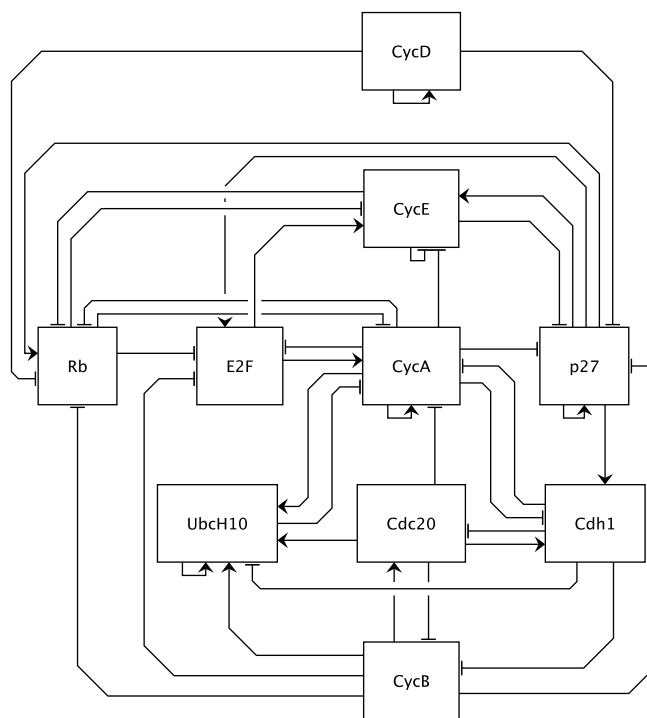 CycD
CycE
Rb
E2F
CycA
p27
UbcH10
Cdc20
Cdh1
CycB